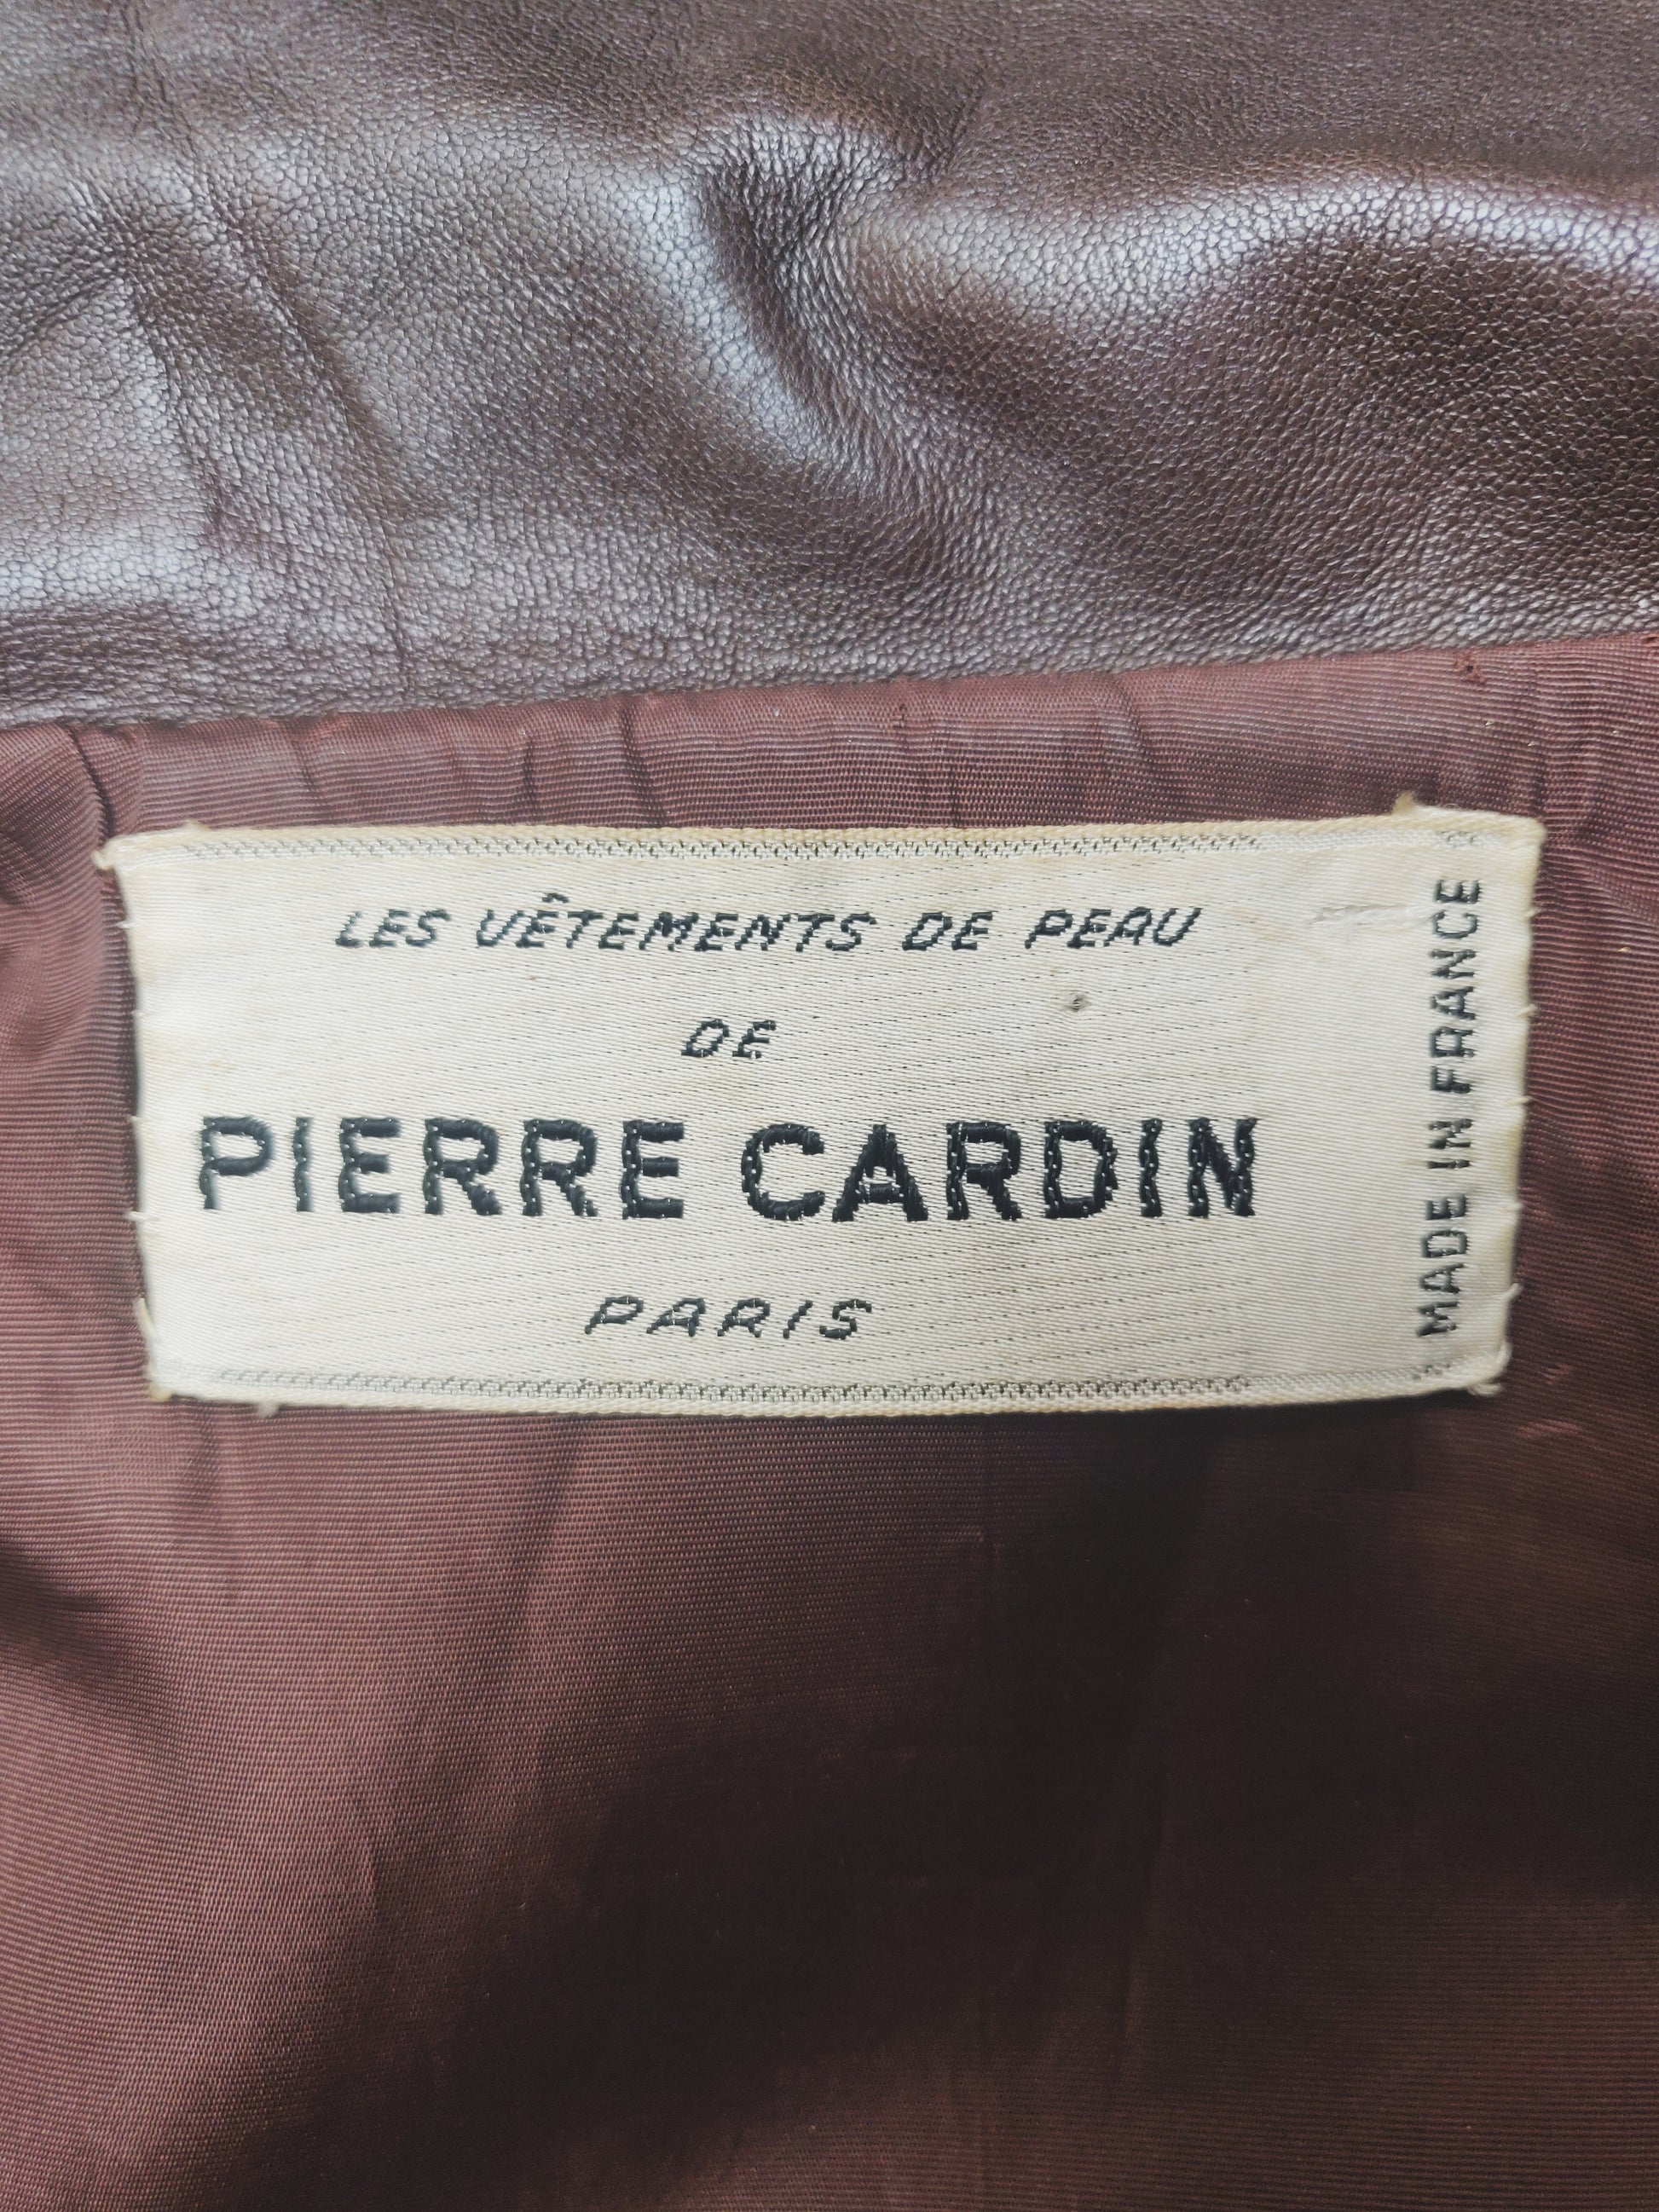 LES VÊTEMENTS DE PEAU
DE
PIERRE CARDIN
PARIS
MADE IN FRANCE